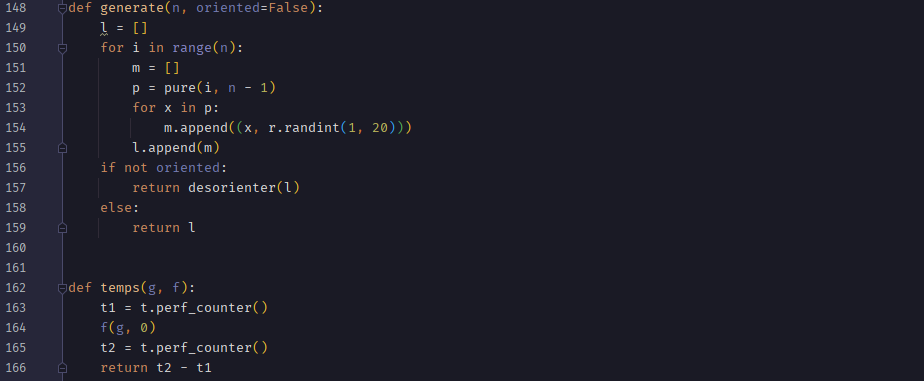 148 def generate(n, oriented=False):
149     l = []
150     for i in range(n):
151         m = []
152         p = pure(i, n - 1)
153         for x in p:
154             m.append((x, r.randint(1, 20)))
155         l.append(m)
156     if not oriented:
157         return desorienter(l)
158     else:
159         return l
160
161
162 def temps(g, f):
163     t1 = t.perf_counter()
164     f(g, 0)
165     t2 = t.perf_counter()
166     return t2 - t1